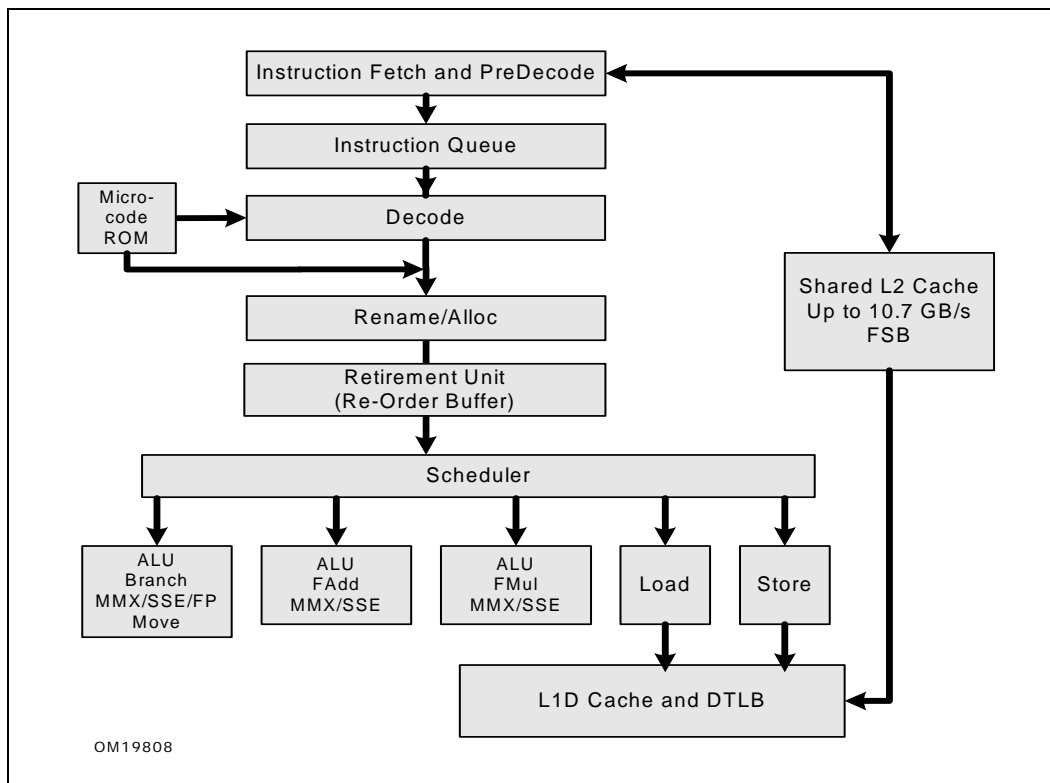 Instruction Fetch and PreDecode
Instruction Queue
Micro-
code
ROM
Decode
Shared L2 Cache
Up to 10.7 GB/s
FSB
Rename/Alloc
Retirement Unit
(Re-Order Buffer)
Scheduler
ALU
Branch
MMX/SSE/FP
Move
ALU
FAdd
MMX/SSE
ALU
FMul
MMX/SSE
Load
Store
L1D Cache and DTLB
OM19808